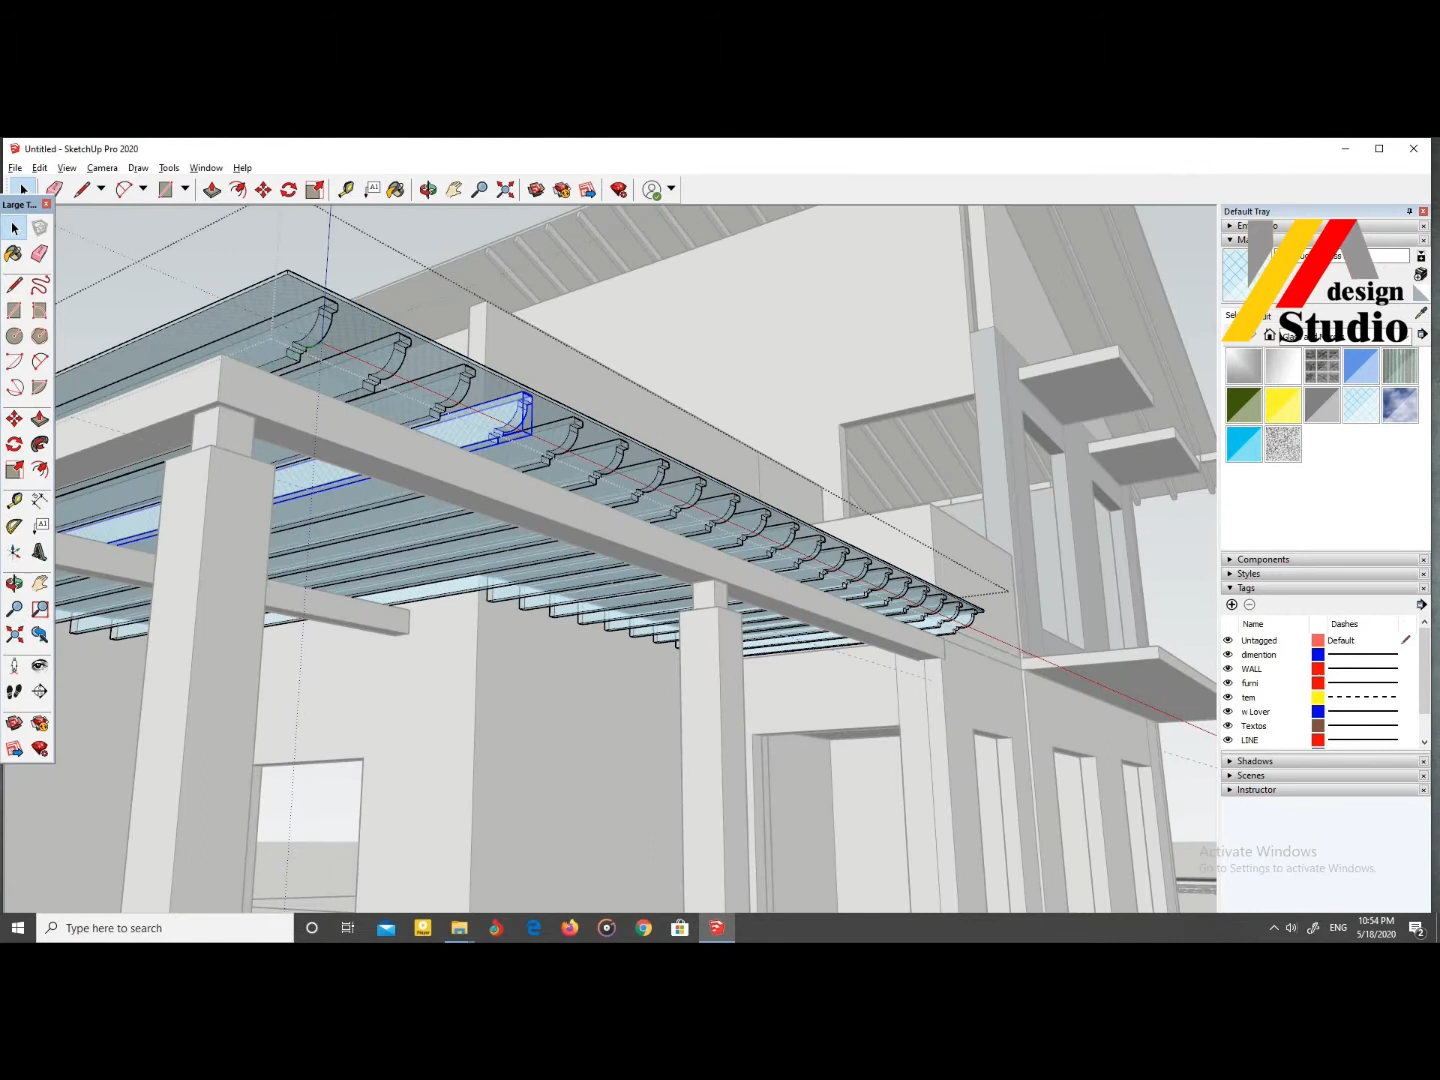 Untitled - SketchUp Pro 2020
File Edit View Camera Draw Tools Window Help
Large T...
Default Tray
design
Studio
Components
Styles
Tags
Name Dashes
Untagged Default
dimention
WALL
furni
tem
w Lover
Textos
LINE
Shadows
Scenes
Instructor
Activate Windows
Go to Settings to activate Windows.
Type here to search
ENG
10:54 PM
5/18/2020
2